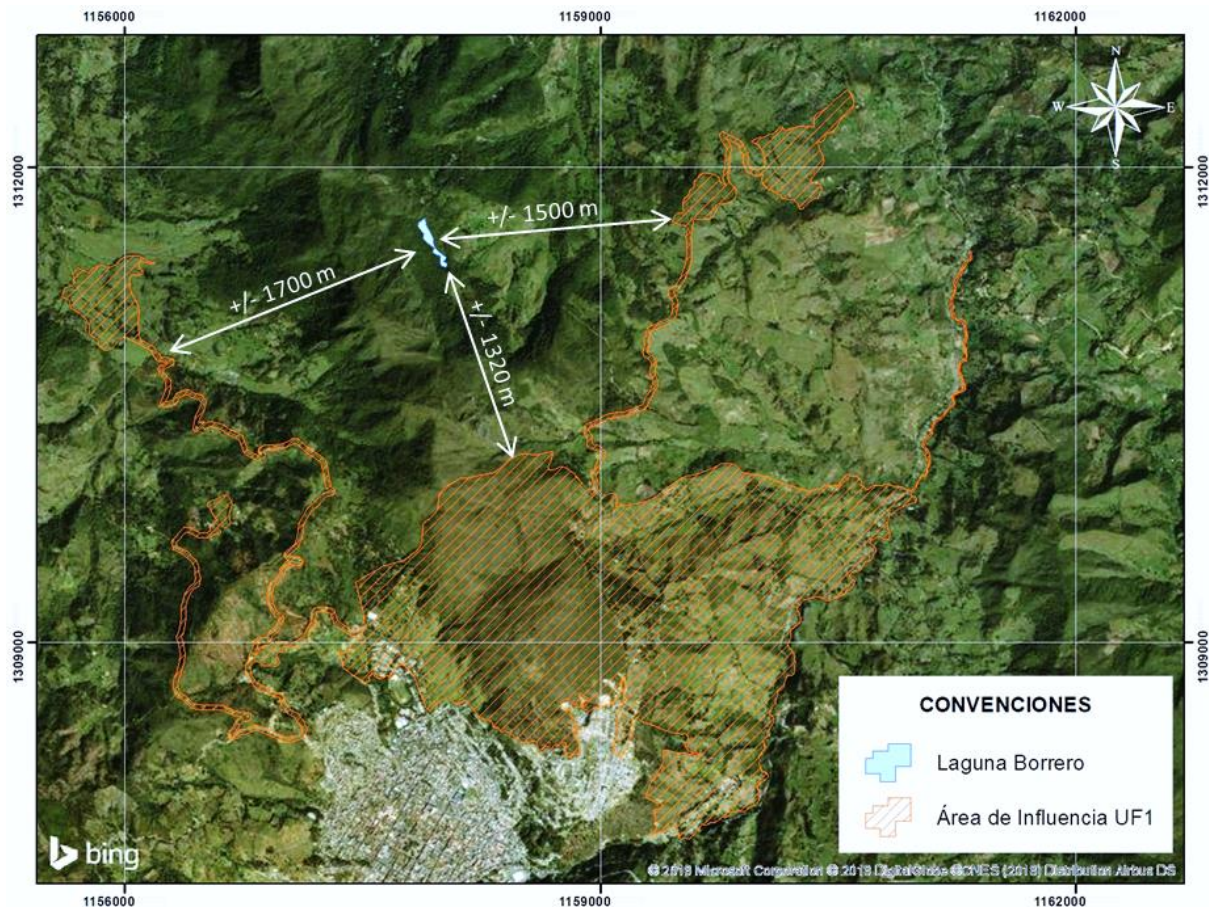 1156000
1159000
1162000
N
W
E
S
1312000
1312000
+/- 1500 m
+/- 1700 m
+/- 1320 m
1309000
1309000
CONVENCIONES
Laguna Borrero
Área de Influencia UF1
bing
© 2018 Microsoft Corporation © 2018 DigitalGlobe ©CNES (2018) Distribution Airbus DS
1156000
1159000
1162000